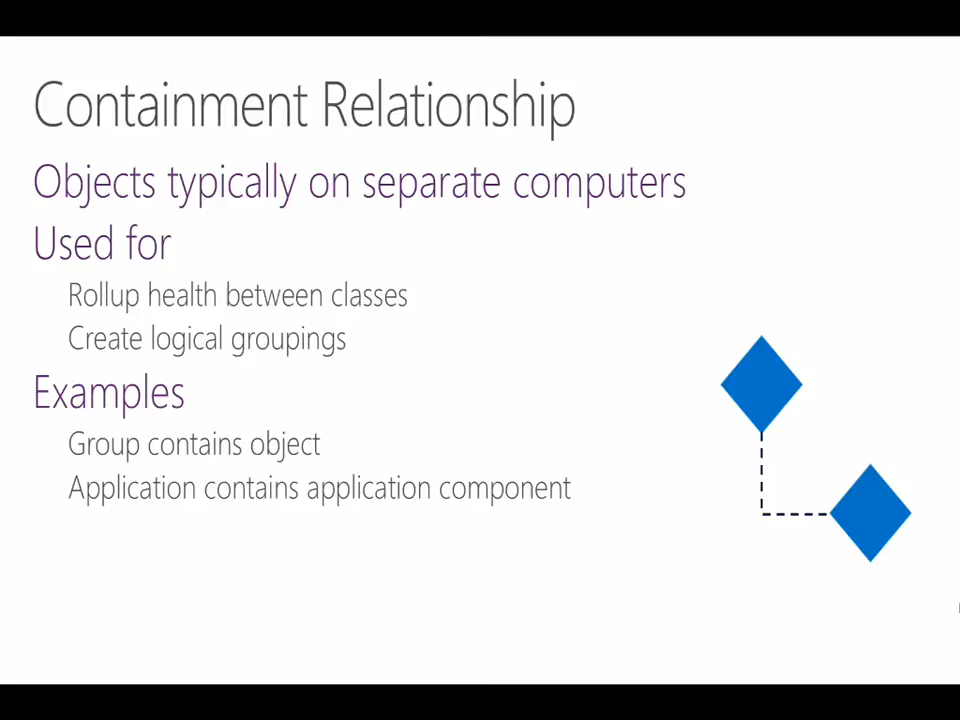 Containment Relationship
Objects typically on separate computers
Used for
Rollup health between classes
Create logical groupings
Examples
Group contains object
Application contains application component